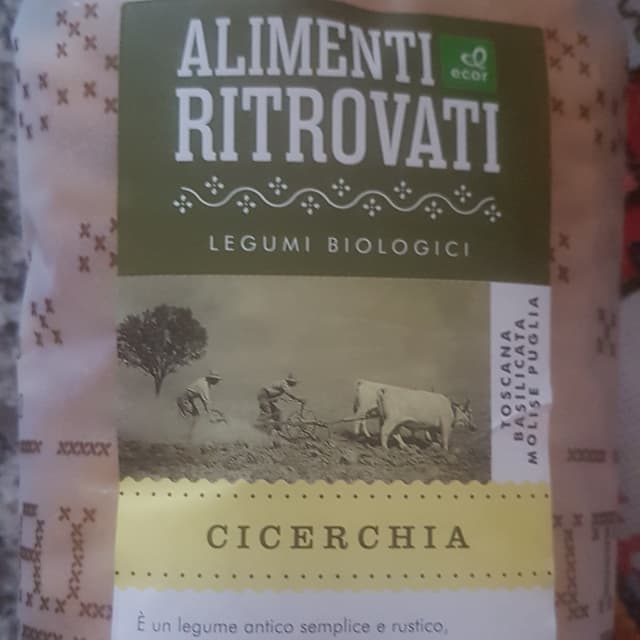 ALIMENTI
ecor
RITROVATI
LEGUMI BIOLOGICI
TOSCANA
BASILICATA
MOLISE PUGLIA
CICERCHIA
È un legume antico semplice e rustico,